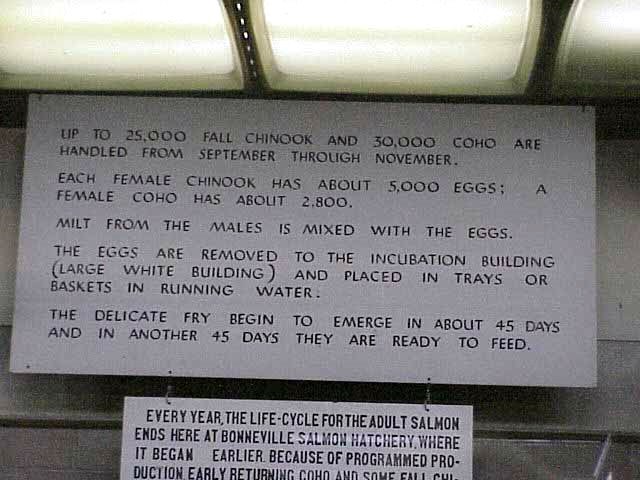 UP TO 25,000 FALL CHINOOK AND 30,000 COHO ARE
HANDLED FROM SEPTEMBER THROUGH NOVEMBER.
EACH FEMALE CHINOOK HAS ABOUT 5,000 EGGS; A
FEMALE COHO HAS ABOUT 2,800.
MILT FROM THE MALES IS MIXED WITH THE EGGS.
THE EGGS ARE REMOVED TO THE INCUBATION BUILDING
(LARGE WHITE BUILDING) AND PLACED IN TRAYS OR
BASKETS IN RUNNING WATER.
THE DELICATE FRY BEGIN TO EMERGE IN ABOUT 45 DAYS
AND IN ANOTHER 45 DAYS THEY ARE READY TO FEED.
EVERY YEAR, THE LIFE-CYCLE FOR THE ADULT SALMON
ENDS HERE AT BONNEVILLE SALMON HATCHERY, WHERE
IT BEGAN EARLIER. BECAUSE OF PROGRAMMED PRO-
DUCTION EARLY RETURNING COHO AND SOME FALL CHI-